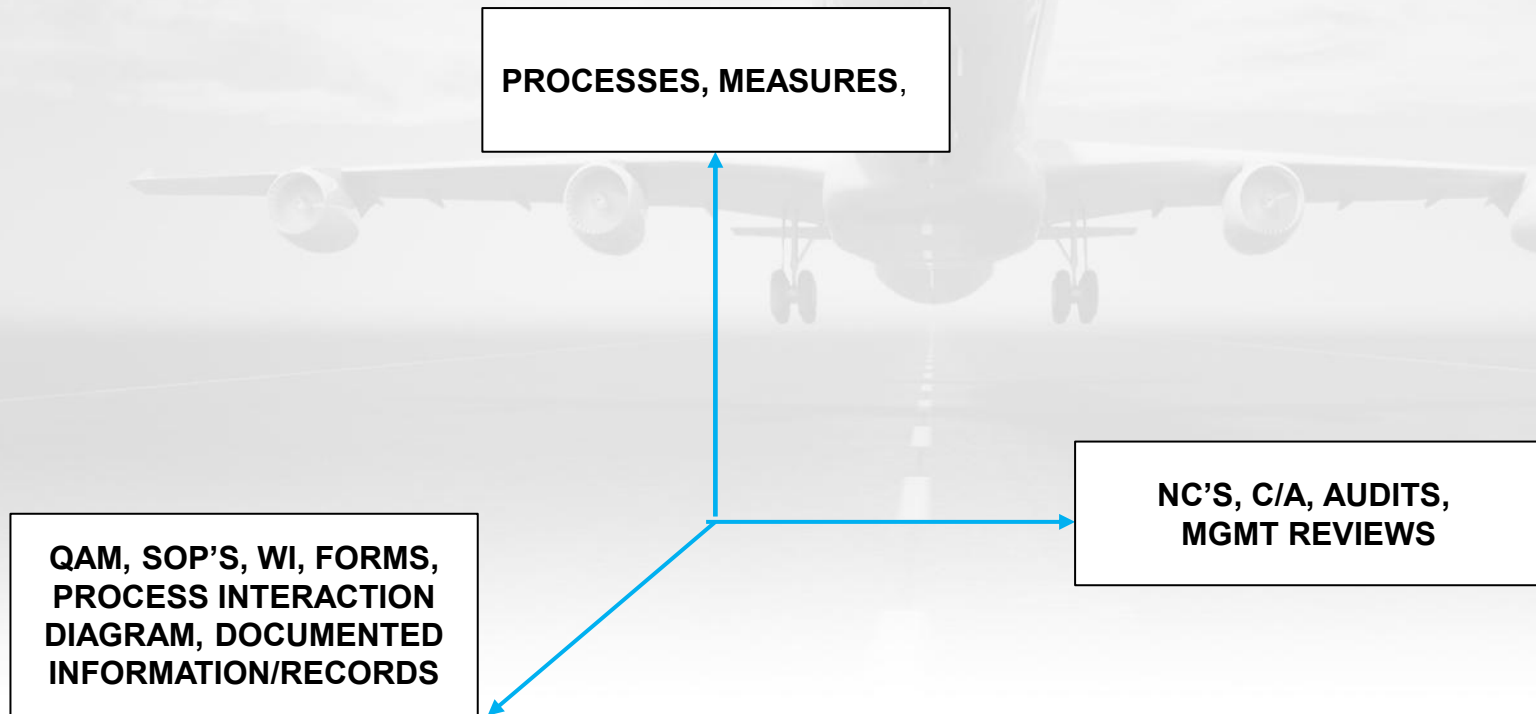 PROCESSES, MEASURES,
NC’S, C/A, AUDITS,
MGMT REVIEWS
QAM, SOP’S, WI, FORMS,
PROCESS INTERACTION
DIAGRAM, DOCUMENTED
INFORMATION/RECORDS